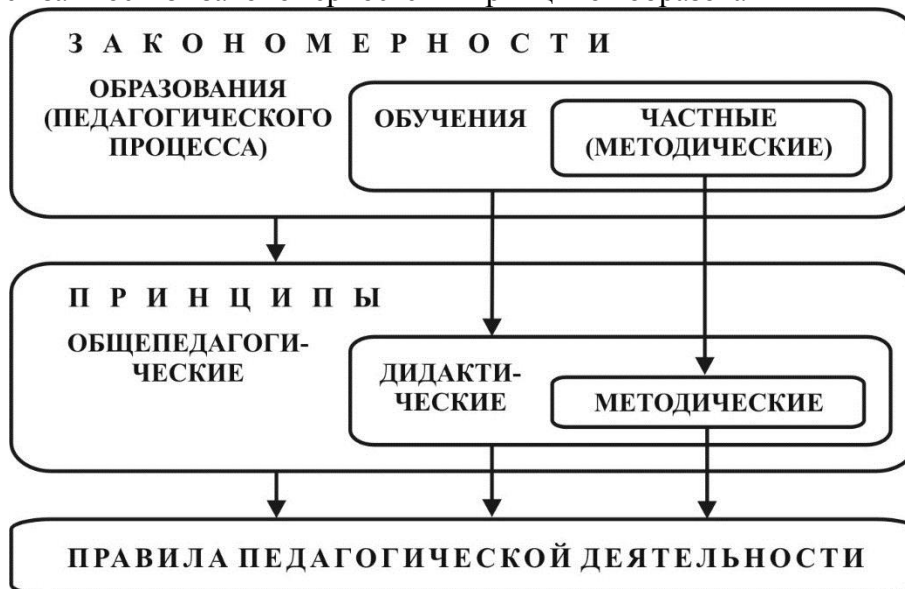 З А К О Н О М Е Р Н О С Т И
ОБРАЗОВАНИЯ
(ПЕДАГОГИЧЕСКОГО
ПРОЦЕССА)
ОБУЧЕНИЯ
ЧАСТНЫЕ
(МЕТОДИЧЕСКИЕ)
П Р И Н Ц И П Ы
ОБЩЕПЕДАГОГИ-
ЧЕСКИЕ
ДИДАКТИ-
ЧЕСКИЕ
МЕТОДИЧЕСКИЕ
ПРАВИЛА ПЕДАГОГИЧЕСКОЙ ДЕЯТЕЛЬНОСТИ